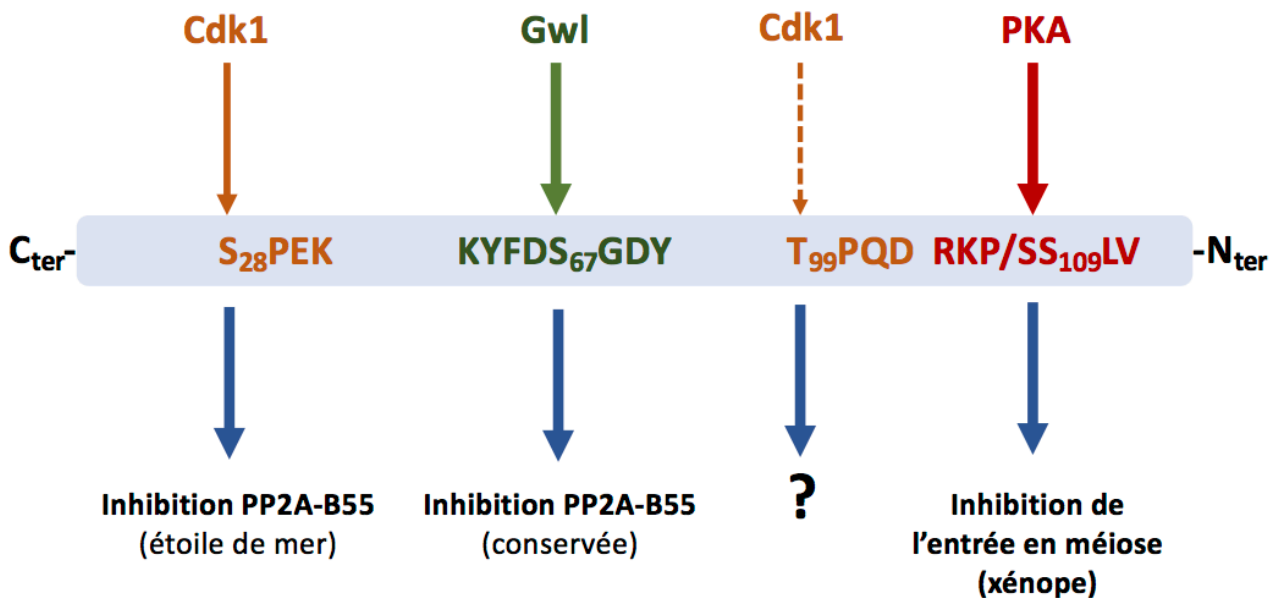 Cdk1 Gwl Cdk1 PKA
Cter- S28PEK KYFDS67GDY T99PQD RKP/SS109LV -Nter
Inhibition PP2A-B55 Inhibition PP2A-B55 ? Inhibition de
(étoile de mer) (conservée) l'entrée en méiose
(xénope)